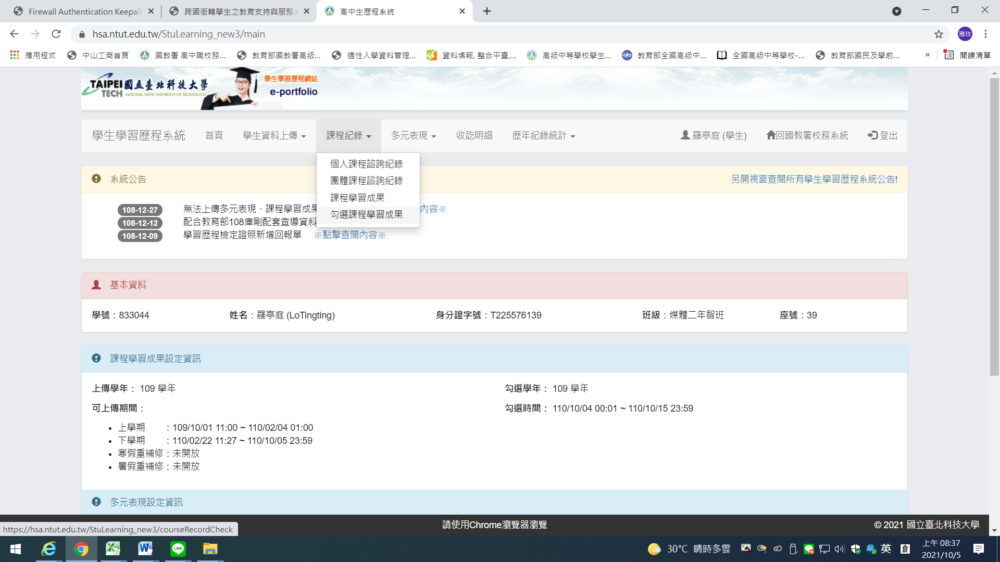 Firewall Authentication Keepali
跨國銜轉學生之教育支持與服務
高中生歷程系統
hsa.ntut.edu.tw/StuLearning_new3/main
雅玟
應用程式
中山工商首頁
國教署 高中職校務...
教育部國教署高級...
適性入學資料管理...
資料填報, 整合平臺,...
高級中等學校學生...
教育部全國高級中...
全國高級中等學校-...
教育部國民及學前...
»
閱讀清單
TAIPEI TECH 國立臺北科技大學
NATIONAL TAIPEI UNIVERSITY OF TECHNOLOGY
學生學習歷程網站
e-portfolio
學生學習歷程系統
首頁
學生資料上傳
課程紀錄
多元表現
收訖明細
歷年紀錄統計
羅亭庭 (學生)
回國教署校務系統
登出
個人課程諮詢紀錄
團體課程諮詢紀錄
課程學習成果
勾選課程學習成果
系統公告
另開視窗查閱所有學生學習歷程系統公告!
108-12-27 無法上傳多元表現、課程學習成果 內容※
108-12-12 配合教育部108庫剛配套宣導資料
108-12-09 學習歷程檢定證照新增回報單 ※點擊查閱內容※
基本資料
學號：833044 姓名：羅亭庭 (LoTingting) 身分證字號：T225576139 班級：媒體二年智班 座號：39
課程學習成果設定資訊
上傳學年： 109 學年
勾選學年： 109 學年
可上傳期間：
勾選時間： 110/10/04 00:01 ~ 110/10/15 23:59
上學期 ：109/10/01 11:00 ~ 110/02/04 01:00
下學期 ：110/02/22 11:27 ~ 110/10/05 23:59
寒假重補修：未開放
暑假重補修：未開放
多元表現設定資訊
請使用Chrome瀏覽器瀏覽
© 2021 國立臺北科技大學
https://hsa.ntut.edu.tw/StuLearning_new3/courseRecordCheck
LINE
30°C 晴時多雲
英
倉
上午 08:37
2021/10/5